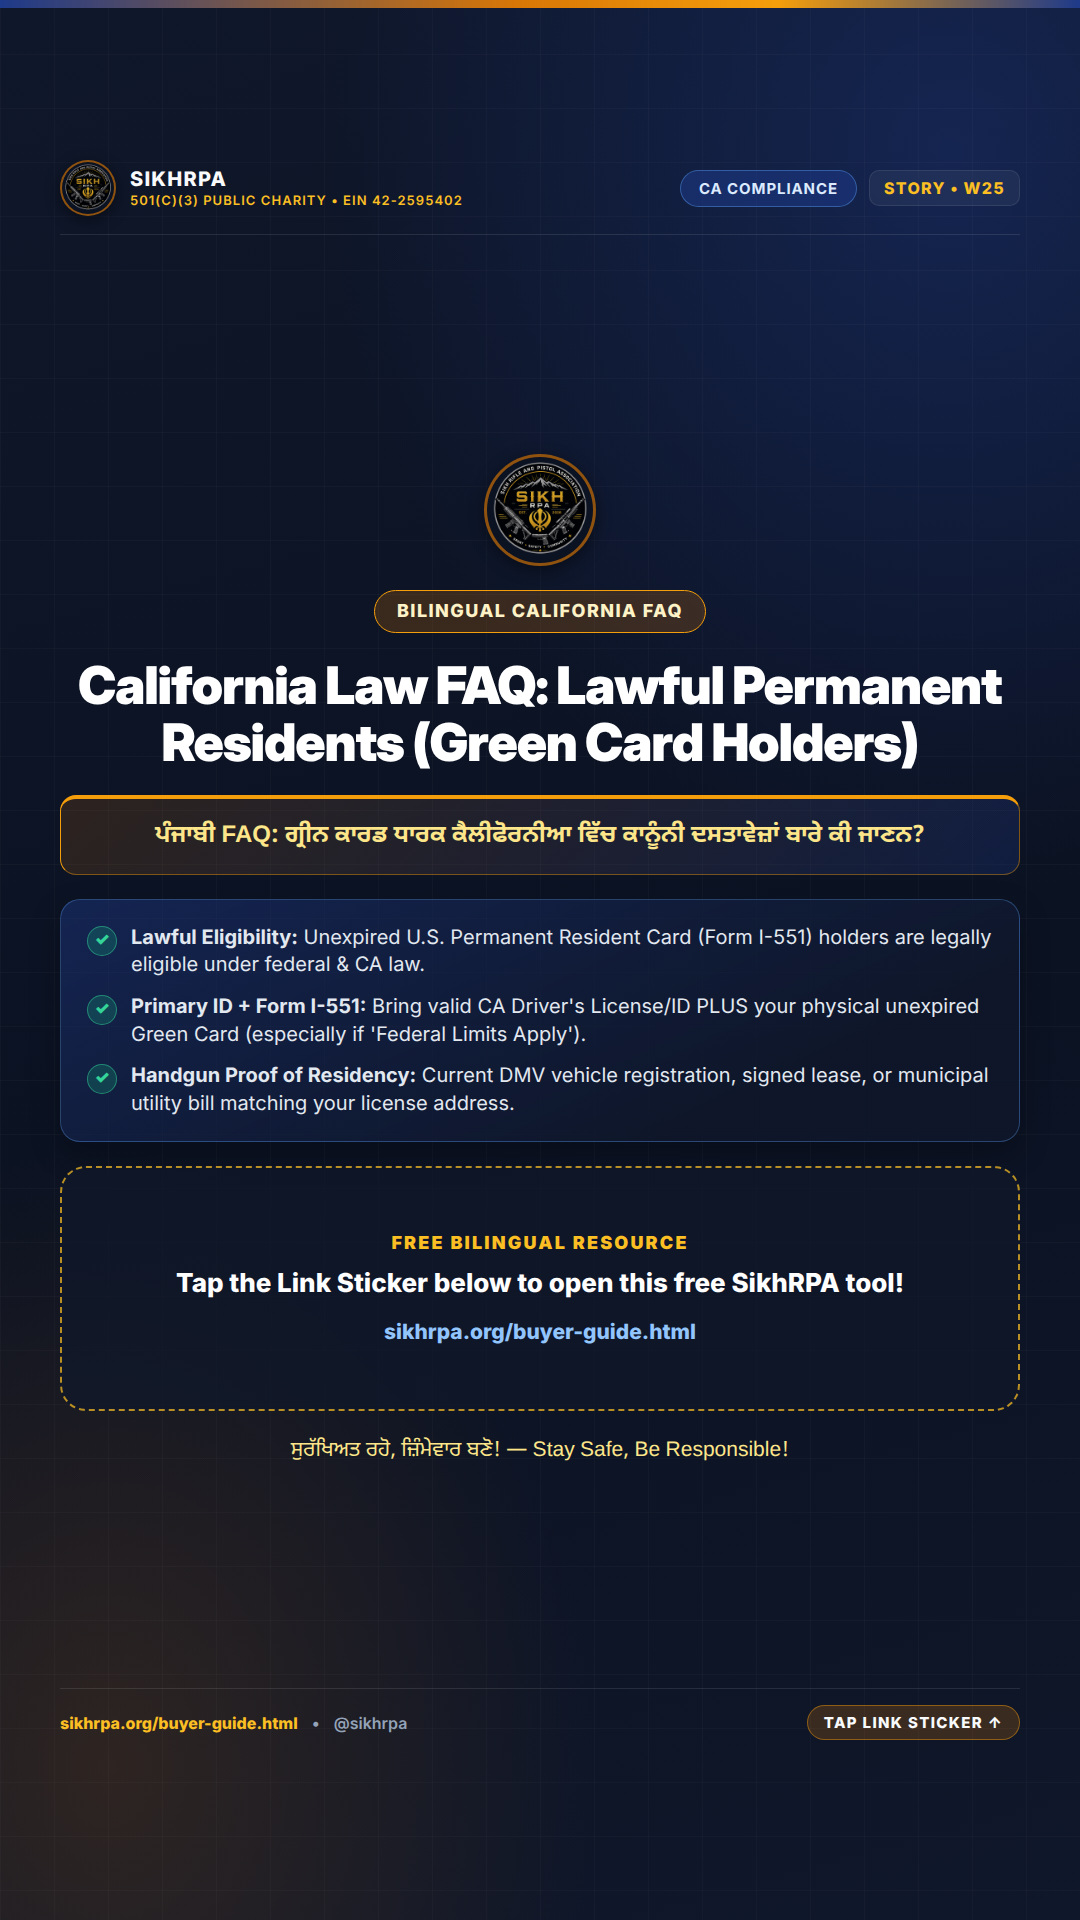 SIKHRPA
501(C)(3) PUBLIC CHARITY • EIN 42-2595402
CA COMPLIANCE
STORY • W25
SIKH RIFLE AND PISTOL ASSOCIATION
SIKH
RPA
BILINGUAL CALIFORNIA FAQ
California Law FAQ: Lawful Permanent
Residents (Green Card Holders)
ਪੰਜਾਬੀ FAQ: ਗ੍ਰੀਨ ਕਾਰਡ ਧਾਰਕ ਕੈਲੀਫੋਰਨੀਆ ਵਿੱਚ ਕਾਨੂੰਨੀ ਦਸਤਾਵੇਜ਼ਾਂ ਬਾਰੇ ਕੀ ਜਾਣਨ?
Lawful Eligibility: Unexpired U.S. Permanent Resident Card (Form I-551) holders are legally
eligible under federal & CA law.
Primary ID + Form I-551: Bring valid CA Driver's License/ID PLUS your physical unexpired
Green Card (especially if 'Federal Limits Apply').
Handgun Proof of Residency: Current DMV vehicle registration, signed lease, or municipal
utility bill matching your license address.
FREE BILINGUAL RESOURCE
Tap the Link Sticker below to open this free SikhRPA tool!
sikhrpa.org/buyer-guide.html
ਸੁਰੱਖਿਅਤ ਰਹੋ, ਜ਼ਿੰਮੇਵਾਰ ਬਣੋ! — Stay Safe, Be Responsible!
sikhrpa.org/buyer-guide.html • @sikhrpa
TAP LINK STICKER ↑